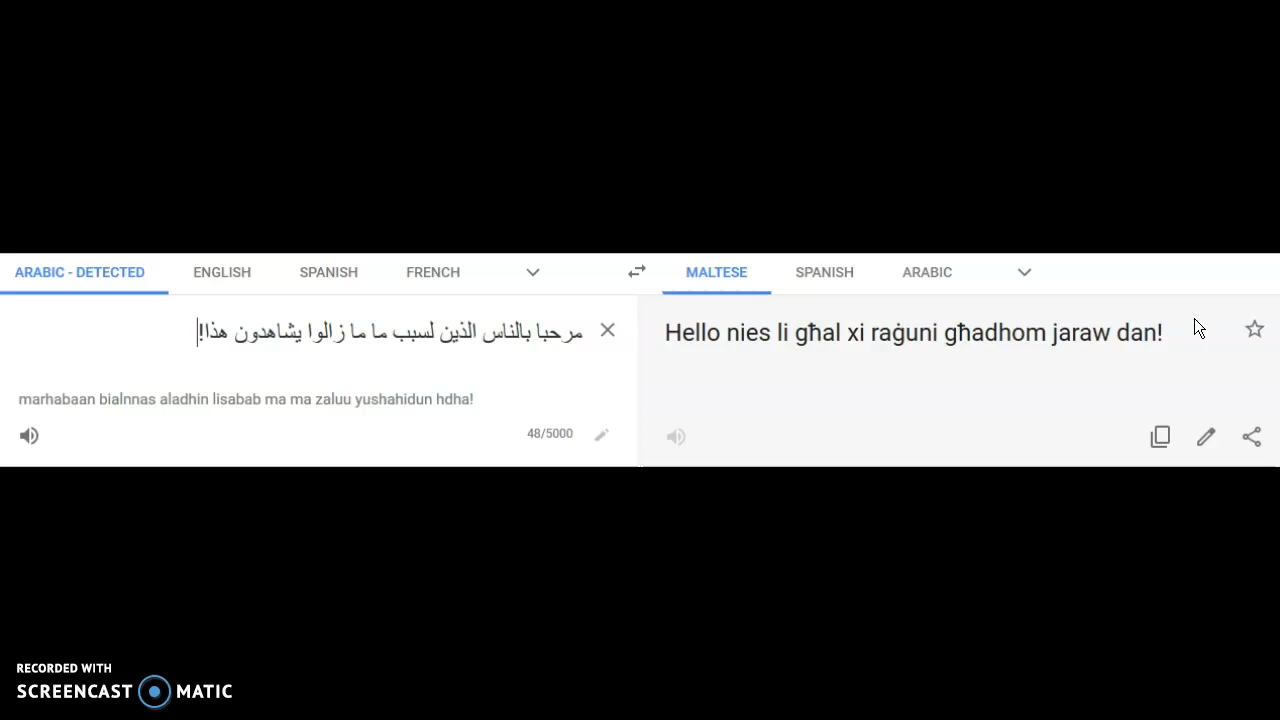 ARABIC - DETECTED ENGLISH SPANISH FRENCH MALTESE SPANISH ARABIC
مرحبا بالناس الذين لسبب ما ما زالوا يشاهدون هذا!
marhabaan bialnnas aladhin lisabab ma ma zaluu yushahidun hdha!
48/5000
Hello nies li għal xi raġuni għadhom jaraw dan!
RECORDED WITH
SCREENCAST MATIC